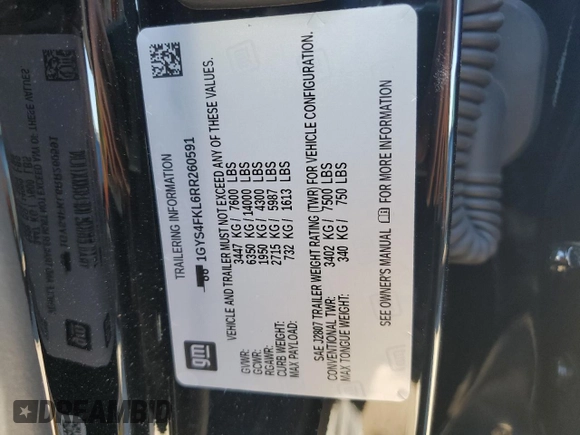 gm
TRAILERING INFORMATION
1GYS4FKL6RR260591
VEHICLE AND TRAILER MUST NOT EXCEED ANY OF THESE VALUES.
GVWR: 3447 KG / 7600 LBS
GCWR: 6350 KG /14000 LBS
RGAWR: 1950 KG / 4300 LBS
CURB WEIGHT: 2715 KG / 5987 LBS
MAX PAYLOAD: 732 KG / 1613 LBS
SAE J2807 TRAILER WEIGHT RATING (TWR) FOR VEHICLE CONFIGURATION.
CONVENTIONAL TWR: 3402 KG / 7500 LBS
MAX TONGUE WEIGHT: 340 KG / 750 LBS
SEE OWNER'S MANUAL FOR MORE INFORMATION
gm
DREAMBID